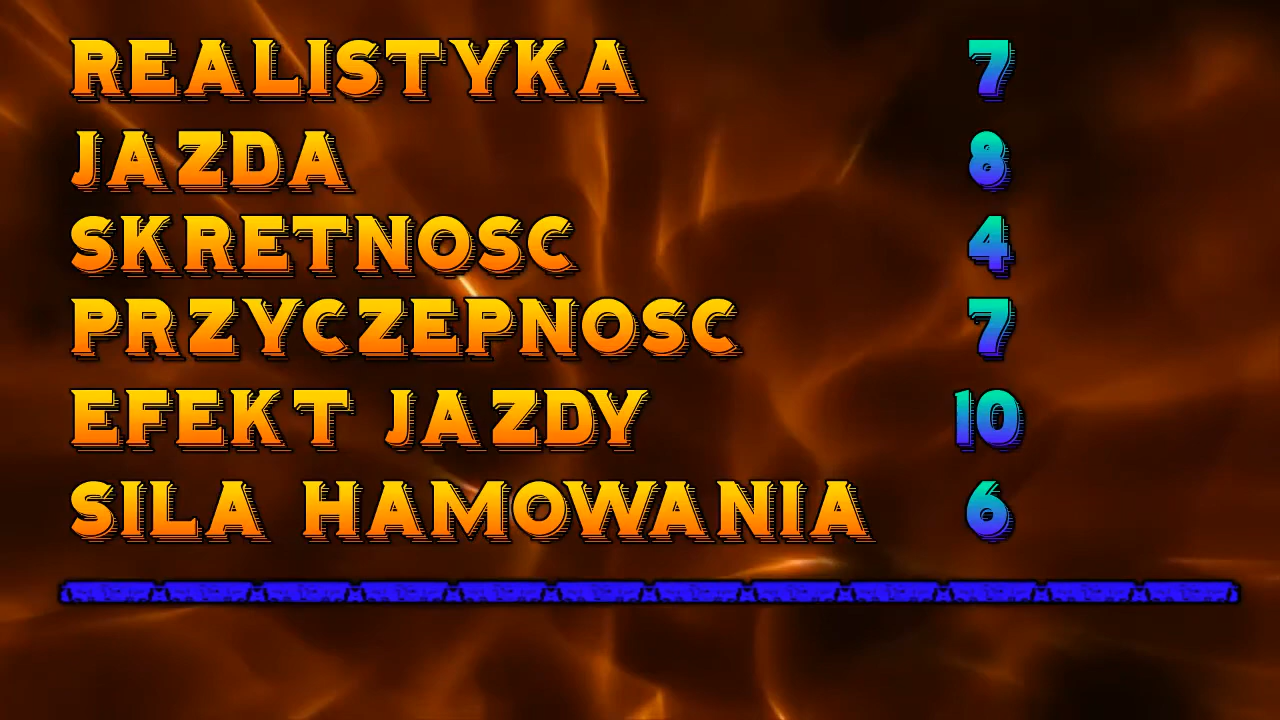 REALISTYKA 7
JAZDA 8
SKRETNOSC 4
PRZYCZEPNOSC 7
EFEKT JAZDY 10
SILA HAMOWANIA 6